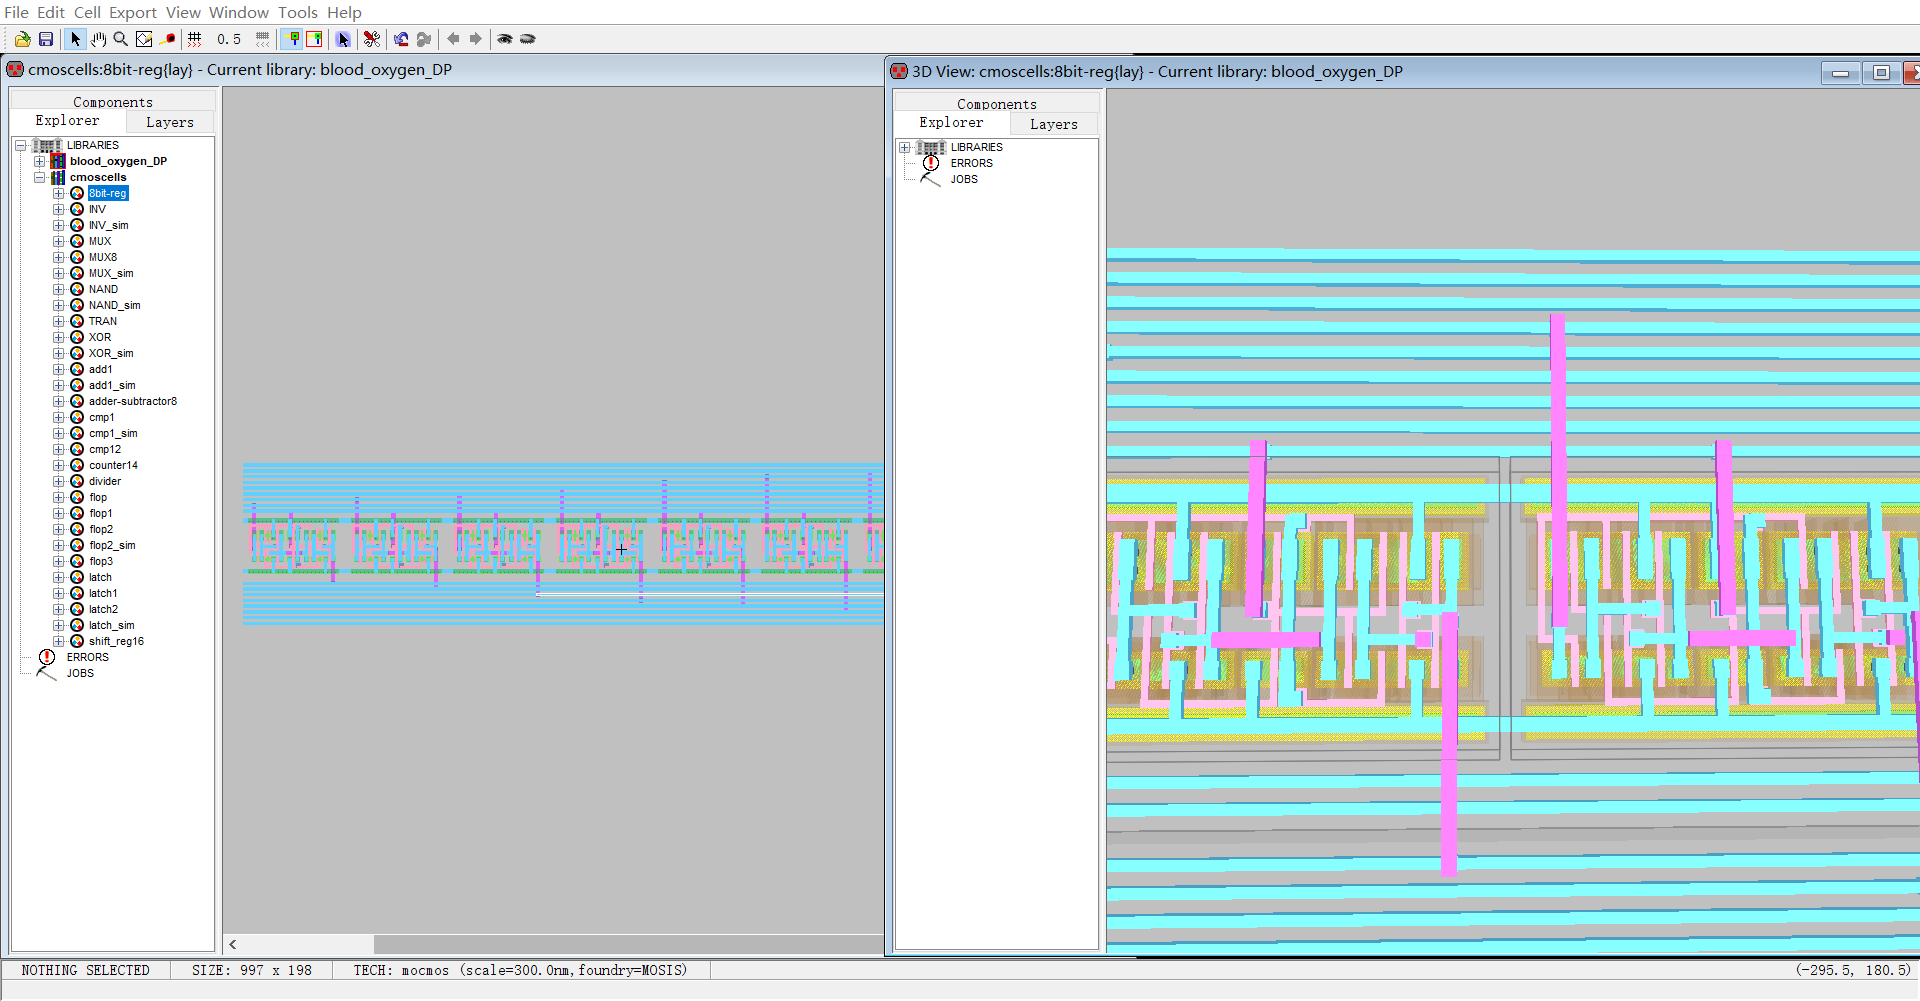 File Edit Cell Export View Window Tools Help
0.5
cmoscells:8bit-reg{lay} - Current library: blood_oxygen_DP
Components
Explorer
Layers
LIBRARIES
blood_oxygen_DP
cmoscells
8bit-reg
INV
INV_sim
MUX
MUX8
MUX_sim
NAND
NAND_sim
TRAN
XOR
XOR_sim
add1
add1_sim
adder-subtractor8
cmp1
cmp1_sim
cmp12
counter14
divider
flop
flop1
flop2
flop2_sim
flop3
latch
latch1
latch2
latch_sim
shift_reg16
ERRORS
JOBS
3D View: cmoscells:8bit-reg{lay} - Current library: blood_oxygen_DP
Components
Explorer
Layers
LIBRARIES
ERRORS
JOBS
NOTHING SELECTED
SIZE: 997 x 198
TECH: mocmos (scale=300.0nm,foundry=MOSIS)
(-295.5, 180.5)